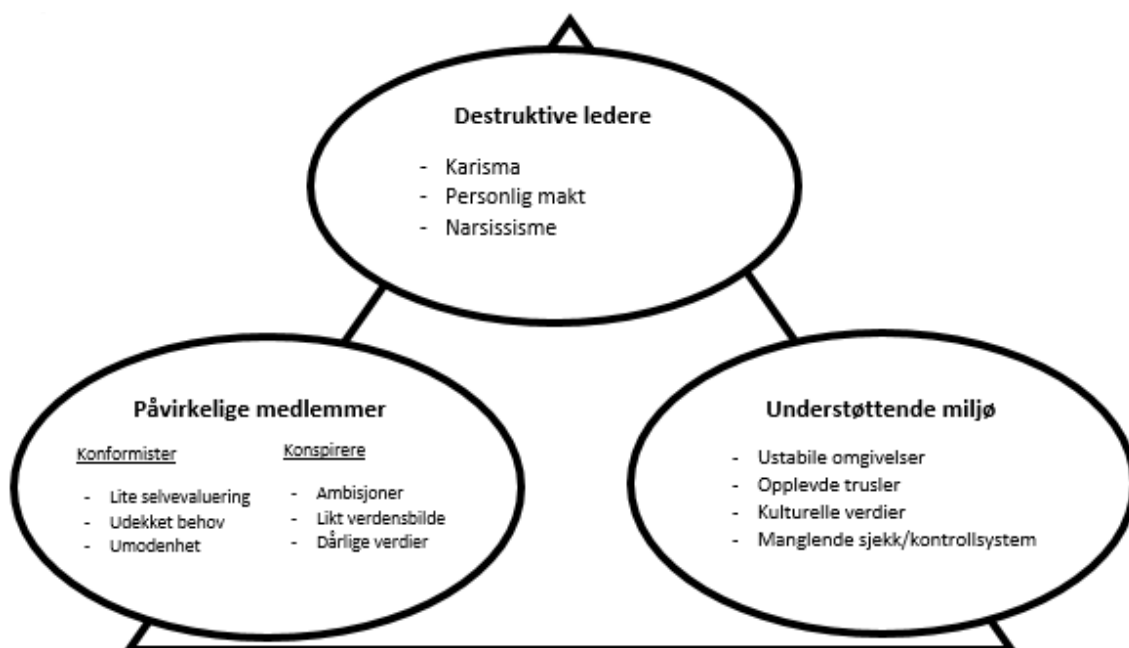 Destruktive ledere
- Karisma
- Personlig makt
- Narsissisme
Påvirkelige medlemmer
Konformister
- Lite selvevaluering
- Udekket behov
- Umodenhet
Konspirere
- Ambisjoner
- Likt verdensbilde
- Dårlige verdier
Understøttende miljø
- Ustabile omgivelser
- Opplevde trusler
- Kulturelle verdier
- Manglende sjekk/kontrollsystem